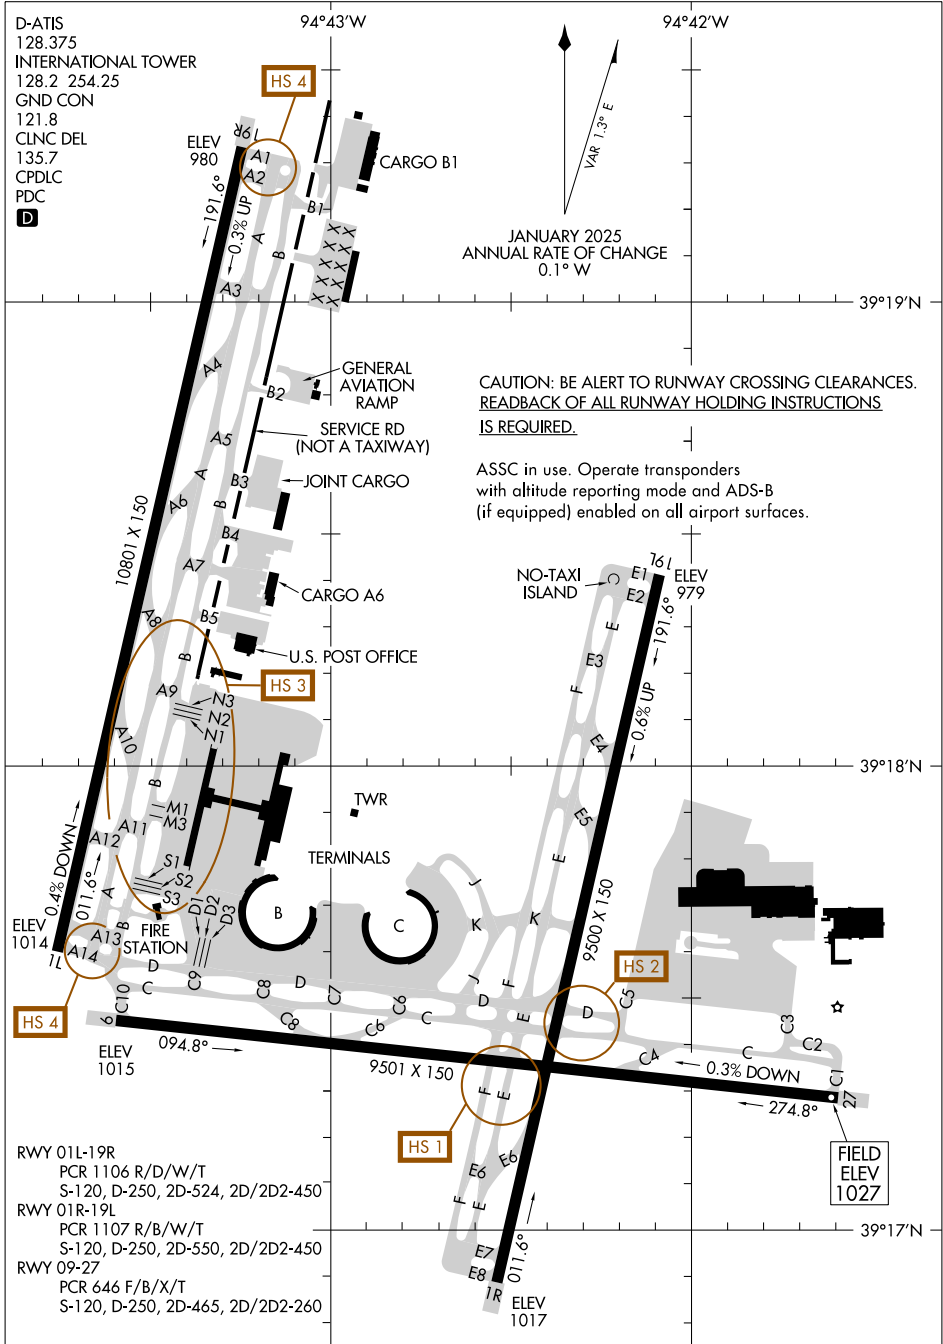 94°43'W
94°42'W
D-ATIS
128.375
INTERNATIONAL TOWER
128.2 254.25
GND CON
121.8
CLNC DEL
135.7
CPDLC
PDC
D
HS 4
VAR 1.3° E
JANUARY 2025
ANNUAL RATE OF CHANGE
0.1° W
19R
ELEV
980
A1
A2
CARGO B1
191.6°
0.3% UP
A
B
B1
X X X X X
X X X X X
A3
39°19'N
A4
GENERAL
AVIATION
RAMP
B2
CAUTION: BE ALERT TO RUNWAY CROSSING CLEARANCES.
READBACK OF ALL RUNWAY HOLDING INSTRUCTIONS
IS REQUIRED.
SERVICE RD
(NOT A TAXIWAY)
A5
A
B3
JOINT CARGO
ASSC in use. Operate transponders
with altitude reporting mode and ADS-B
(if equipped) enabled on all airport surfaces.
A6
B
B4
10801 X 150
A7
CARGO A6
NO-TAXI
ISLAND
C
E1
E2
19L
ELEV
979
A8
B5
U.S. POST OFFICE
191.6°
E
B
HS 3
E3
F
0.6% UP
A9
N3
N2
N1
A10
E4
39°18'N
B
M1
M3
TWR
E5
A12
A11
0.4% DOWN
011.6°
S1
S2
S3
TERMINALS
E
J
9500 X 150
A
B
D1
D2
D3
B
C
K
K
FIRE
STATION
ELEV
1014
A13
A14
1L
HS 2
D
C
C9
C8
D
C7
J
F
C5
HS 4
C10
C8
C6
C6
C
D
E
D
C3
C2
6
ELEV
1015
094.8°
9501 X 150
C4
C
0.3% DOWN
C1
27
274.8°
F
E
HS 1
FIELD
ELEV
1027
RWY 01L-19R
PCR 1106 R/D/W/T
S-120, D-250, 2D-524, 2D/2D2-450
RWY 01R-19L
PCR 1107 R/B/W/T
S-120, D-250, 2D-550, 2D/2D2-450
RWY 09-27
PCR 646 F/B/X/T
S-120, D-250, 2D-465, 2D/2D2-260
E6
E6
F
E
39°17'N
011.6°
E7
E8
1R
ELEV
1017